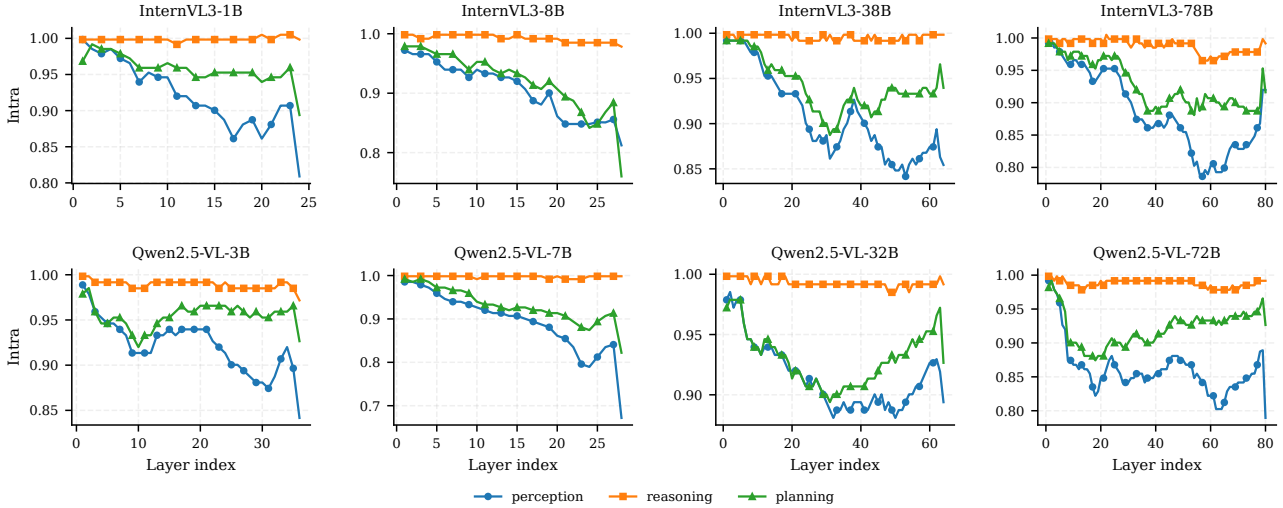 InternVL3-1B
InternVL3-8B
InternVL3-38B
InternVL3-78B
Intra
1.00
0.95
0.90
0.85
0.80
0 5 10 15 20 25
1.0
0.9
0.8
0 5 10 15 20 25
1.00
0.95
0.90
0.85
0 20 40 60
1.00
0.95
0.90
0.85
0.80
0 20 40 60 80
Qwen2.5-VL-3B
Qwen2.5-VL-7B
Qwen2.5-VL-32B
Qwen2.5-VL-72B
Intra
1.00
0.95
0.90
0.85
0 10 20 30
Layer index
1.0
0.9
0.8
0.7
0 5 10 15 20 25
Layer index
1.00
0.95
0.90
0 20 40 60
Layer index
1.00
0.95
0.90
0.85
0.80
0 20 40 60 80
Layer index
perception reasoning planning